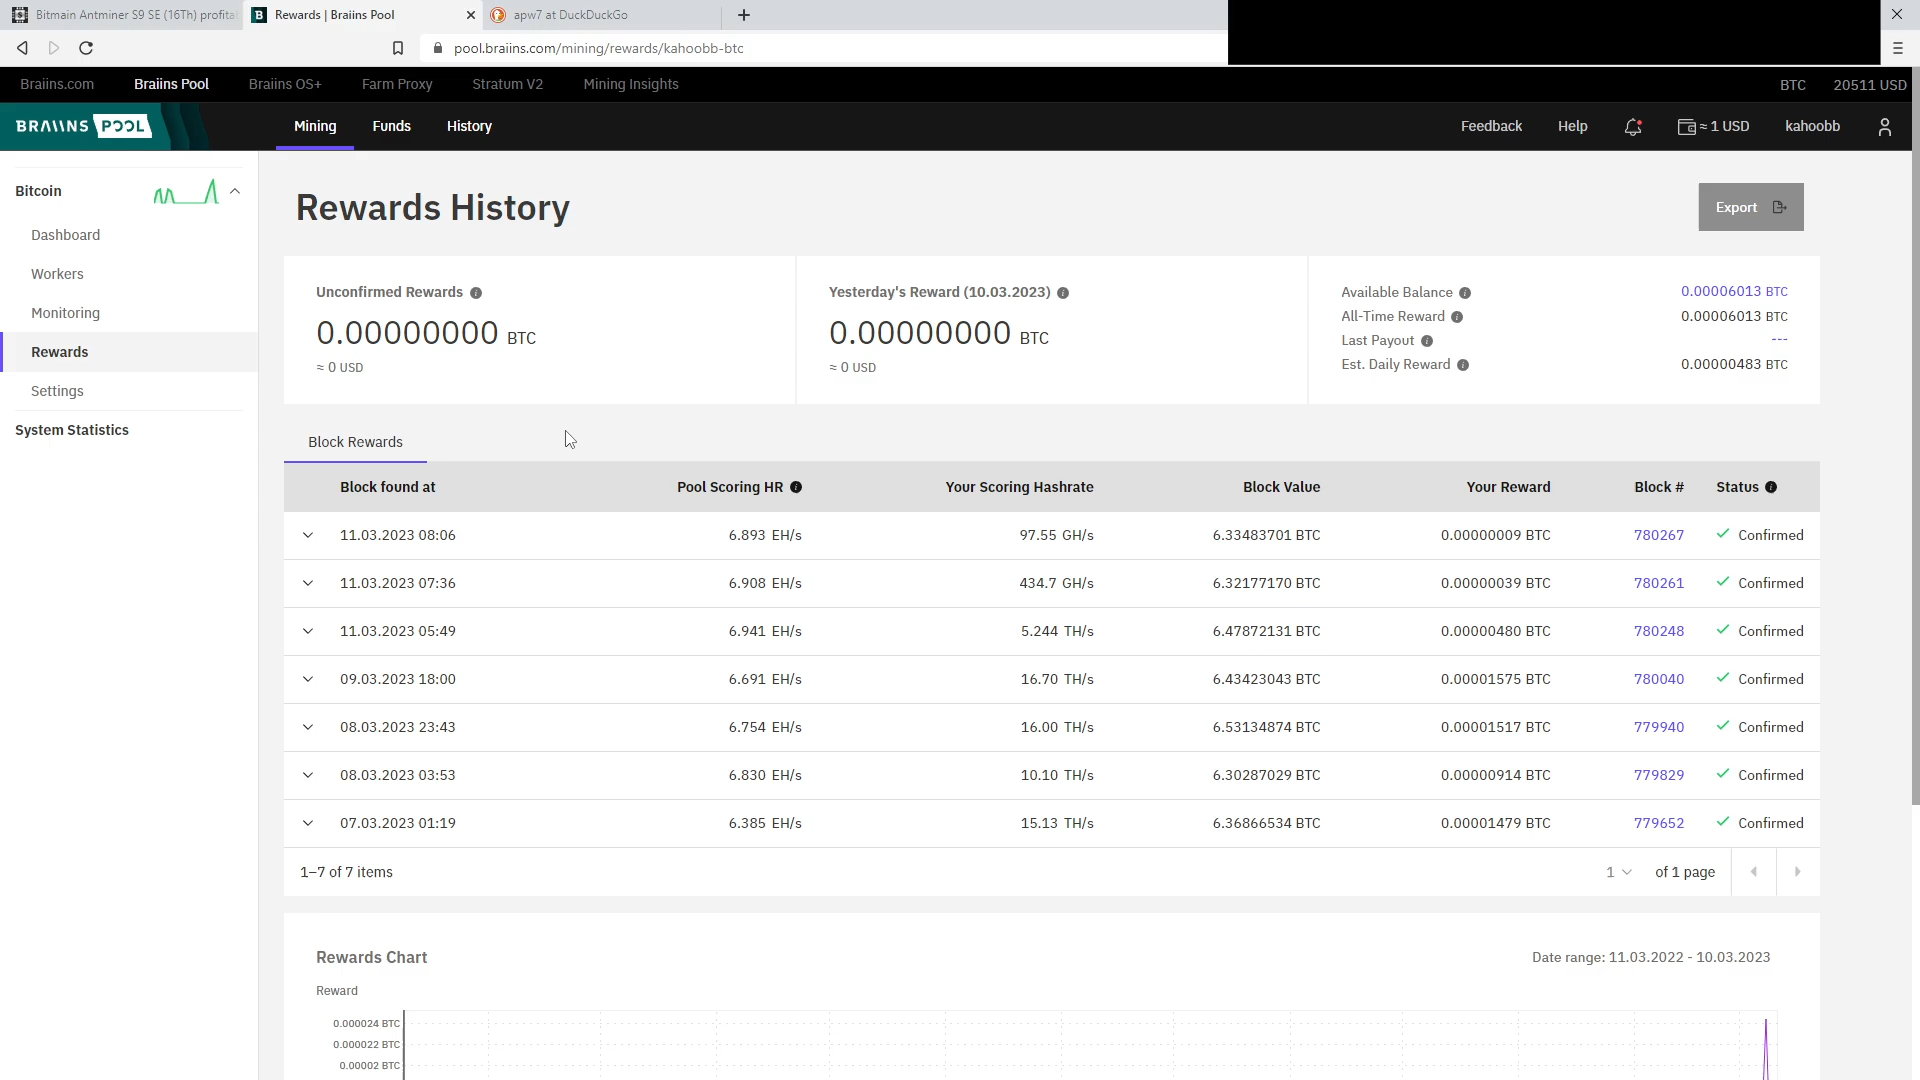 Bitmain Antminer S9 SE (16Th) profita
Rewards | Braiins Pool
apw7 at DuckDuckGo
pool.braiins.com/mining/rewards/kahoobb-btc
Braiins.com Braiins Pool Braiins OS+ Farm Proxy Stratum V2 Mining Insights BTC 20511 USD
BRAIINS POOL Mining Funds History Feedback Help ≈ 1 USD kahoobb
Bitcoin
Dashboard
Workers
Monitoring
Rewards
Settings
System Statistics
Rewards History
Export
Unconfirmed Rewards
0.00000000 BTC
≈ 0 USD
Yesterday's Reward (10.03.2023)
0.00000000 BTC
≈ 0 USD
Available Balance 0.00006013 BTC
All-Time Reward 0.00006013 BTC
Last Payout ---
Est. Daily Reward 0.00000483 BTC
Block Rewards
Block found at Pool Scoring HR Your Scoring Hashrate Block Value Your Reward Block # Status
11.03.2023 08:06 6.893 EH/s 97.55 GH/s 6.33483701 BTC 0.00000009 BTC 780267 Confirmed
11.03.2023 07:36 6.908 EH/s 434.7 GH/s 6.32177170 BTC 0.00000039 BTC 780261 Confirmed
11.03.2023 05:49 6.941 EH/s 5.244 TH/s 6.47872131 BTC 0.00000480 BTC 780248 Confirmed
09.03.2023 18:00 6.691 EH/s 16.70 TH/s 6.43423043 BTC 0.00001575 BTC 780040 Confirmed
08.03.2023 23:43 6.754 EH/s 16.00 TH/s 6.53134874 BTC 0.00001517 BTC 779940 Confirmed
08.03.2023 03:53 6.830 EH/s 10.10 TH/s 6.30287029 BTC 0.00000914 BTC 779829 Confirmed
07.03.2023 01:19 6.385 EH/s 15.13 TH/s 6.36866534 BTC 0.00001479 BTC 779652 Confirmed
1–7 of 7 items 1 of 1 page
Rewards Chart Date range: 11.03.2022 - 10.03.2023
Reward
0.000024 BTC
0.000022 BTC
0.00002 BTC